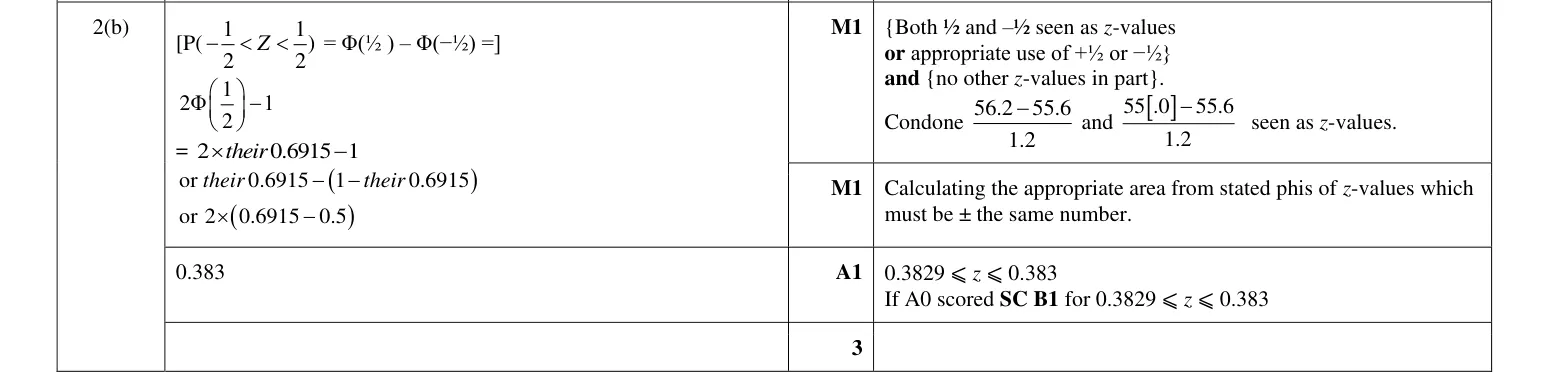 2(b)
[P(−1/2 < Z < 1/2) = Φ(½ ) – Φ(−½) =]
2Φ(1/2) −1
= 2×their 0.6915 −1
or their 0.6915 − (1− their 0.6915)
or 2×(0.6915 − 0.5)
M1
{Both ½ and –½ seen as z-values
or appropriate use of +½ or −½}
and {no other z-values in part}.
Condone (56.2 − 55.6)/1.2 and (55[.0] − 55.6)/1.2 seen as z-values.
M1
Calculating the appropriate area from stated phis of z-values which
must be ± the same number.
0.383
A1
0.3829 ⩽ z ⩽ 0.383
If A0 scored SC B1 for 0.3829 ⩽ z ⩽ 0.383
3